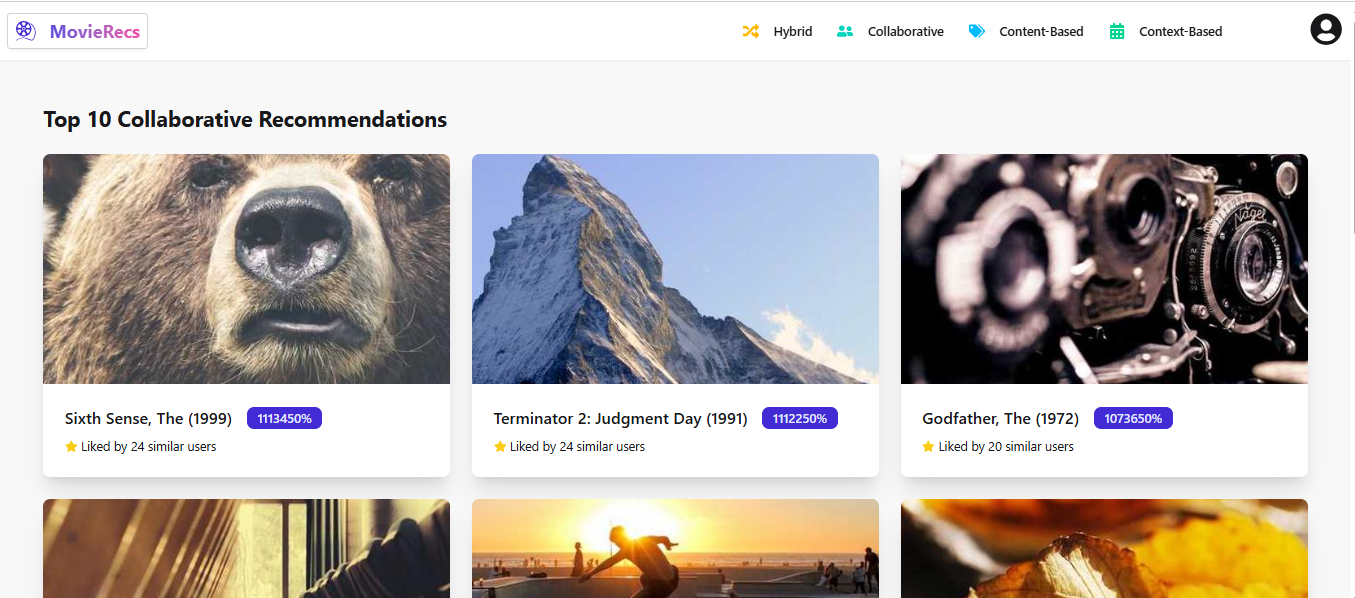 MovieRecs
Hybrid
Collaborative
Content-Based
Context-Based
Top 10 Collaborative Recommendations
Nagel
Sixth Sense, The (1999) 1113450%
Liked by 24 similar users
Terminator 2: Judgment Day (1991) 1112250%
Liked by 24 similar users
Godfather, The (1972) 1073650%
Liked by 20 similar users